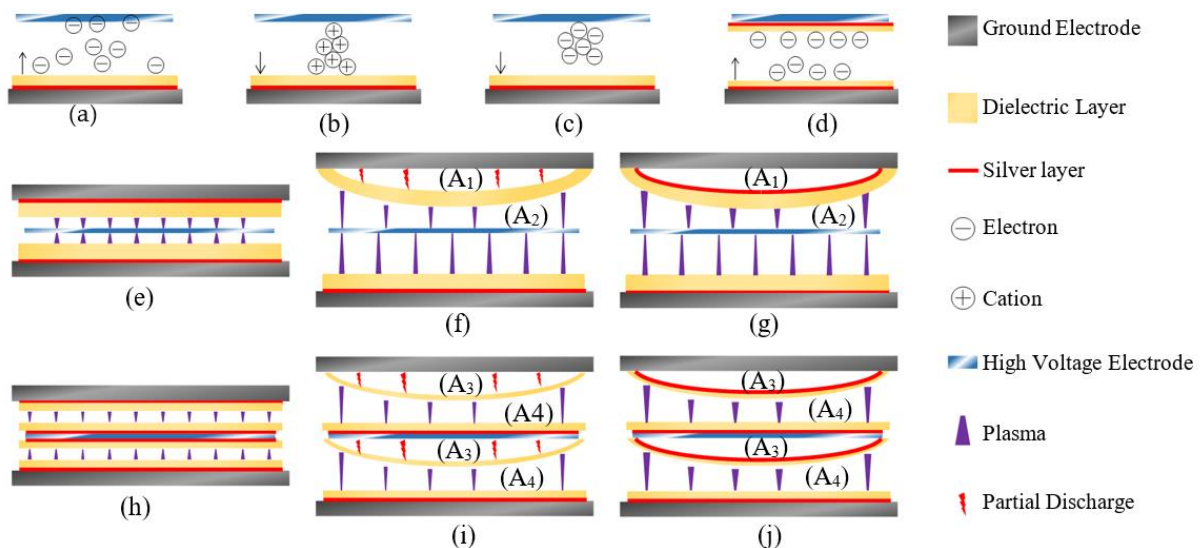 (a)
(b)
(c)
(d)
(e)
(A₁)
(A₂)
(f)
(A₁)
(A₂)
(g)
(h)
(A₃)
(A4)
(A₃)
(A₄)
(i)
(A₃)
(A₄)
(A₃)
(A₄)
(j)
Ground Electrode
Dielectric Layer
Silver layer
Electron
Cation
High Voltage Electrode
Plasma
Partial Discharge